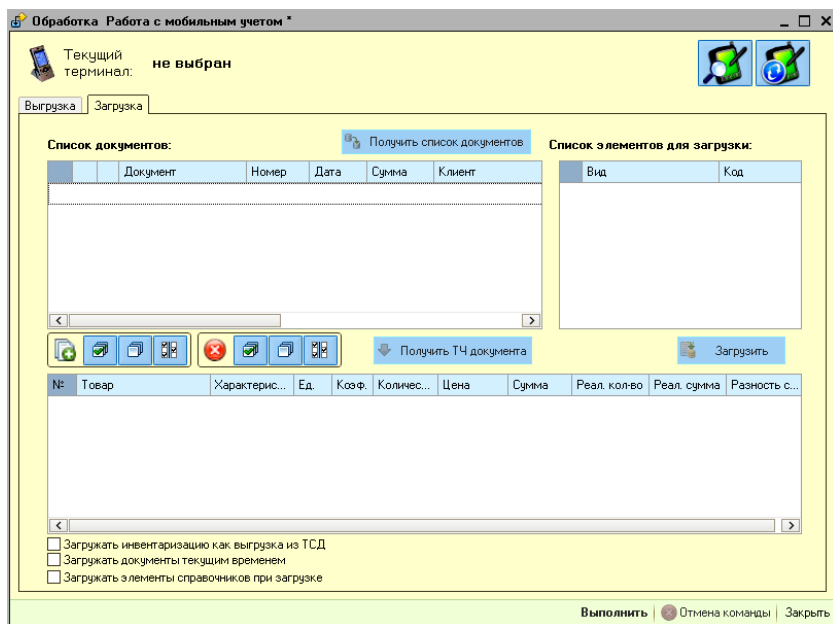 Обработка Работа с мобильным учетом *
Текущий
терминал:
не выбран
Выгрузка Загрузка
Список документов: Получить список документов Список элементов для загрузки:
Документ Номер Дата Сумма Клиент Вид Код
Получить ТЧ документа Загрузить
№ Товар Характерис... Ед. Коэф. Количес... Цена Сумма Реал. кол-во Реал. сумма Разность с...
Загружать инвентаризацию как выгрузка из ТСД
Загружать документы текущим временем
Загружать элементы справочников при загрузке
Выполнить Отмена команды Закрыть